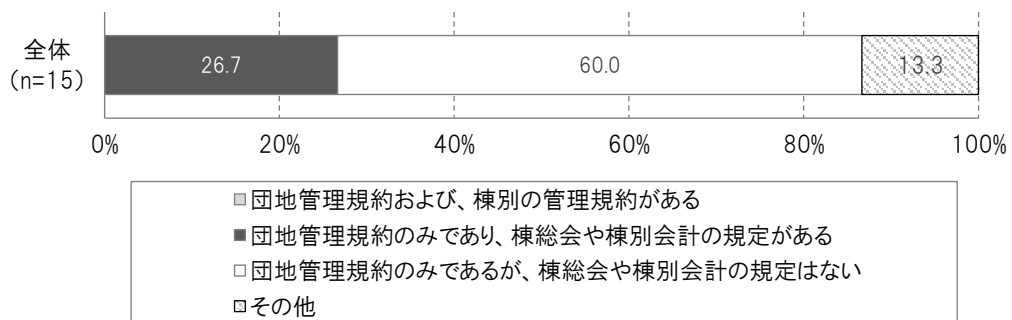 全体
(n=15)
26.7
60.0
13.3
0%
20%
40%
60%
80%
100%
団地管理規約および、棟別の管理規約がある
団地管理規約のみであり、棟総会や棟別会計の規定がある
団地管理規約のみであるが、棟総会や棟別会計の規定はない
その他